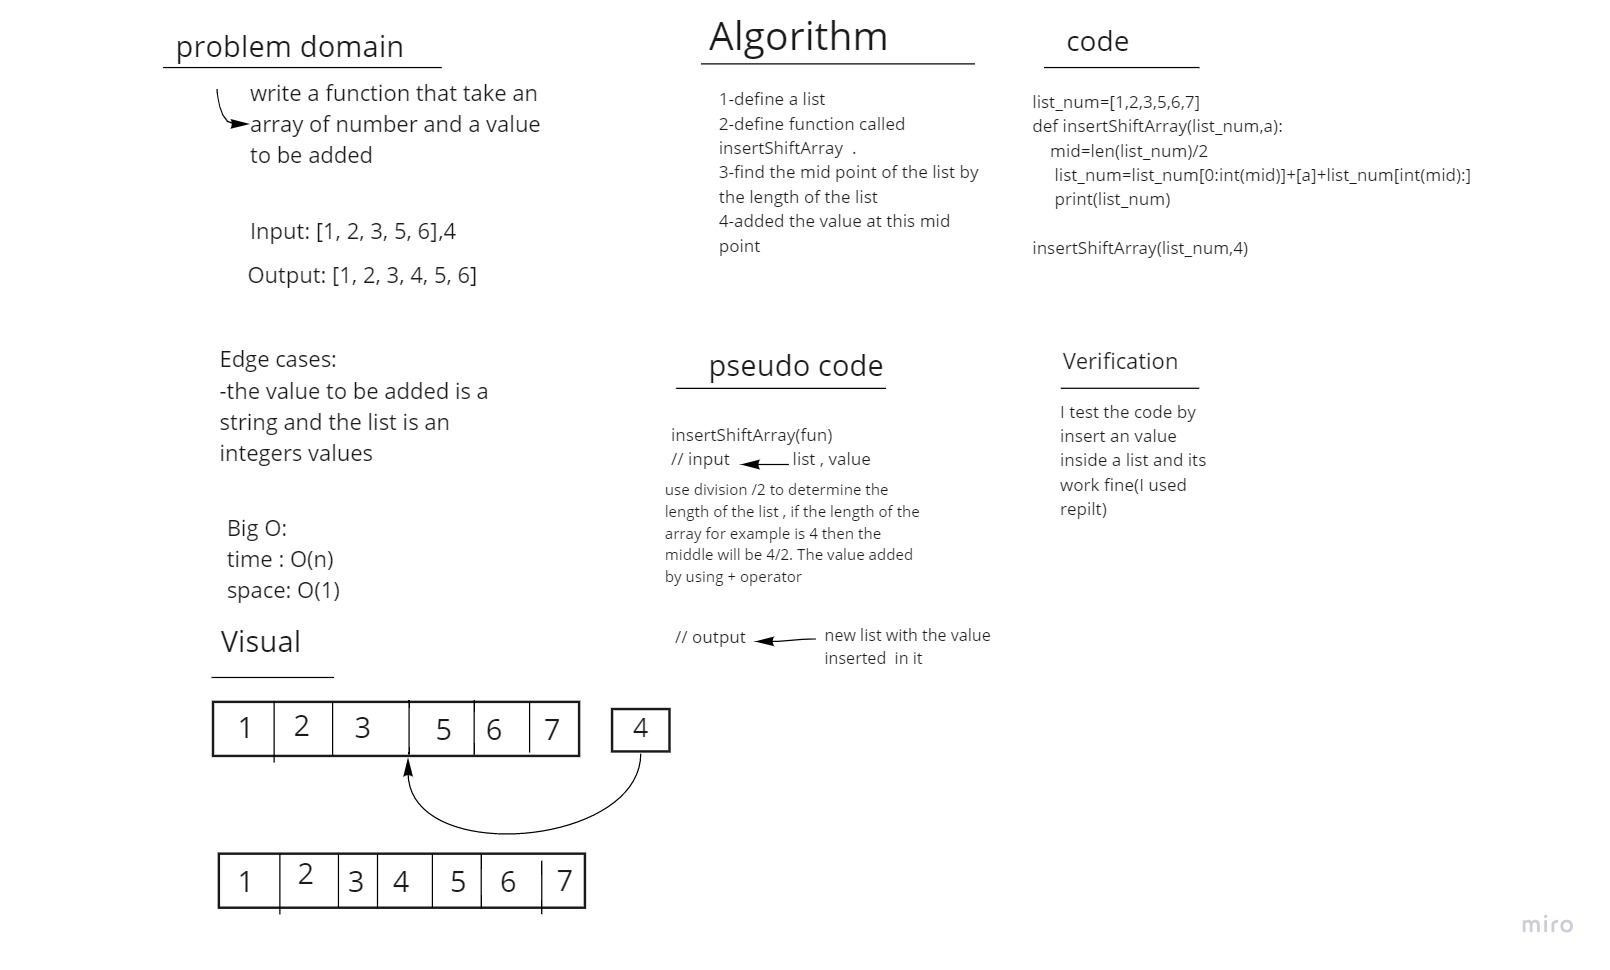 problem domain
write a function that take an
array of number and a value
to be added
Input: [1, 2, 3, 5, 6],4
Output: [1, 2, 3, 4, 5, 6]
Edge cases:
-the value to be added is a
string and the list is an
integers values
Big O:
time : O(n)
space: O(1)
Visual
1 2 3 5 6 7 4
1 2 3 4 5 6 7
Algorithm
1-define a list
2-define function called
insertShiftArray .
3-find the mid point of the list by
the length of the list
4-added the value at this mid
point
pseudo code
insertShiftArray(fun)
// input list , value
use division /2 to determine the
length of the list , if the length of the
array for example is 4 then the
middle will be 4/2. The value added
by using + operator
// output new list with the value
inserted in it
code
list_num=[1,2,3,5,6,7]
def insertShiftArray(list_num,a):
mid=len(list_num)/2
list_num=list_num[0:int(mid)]+[a]+list_num[int(mid):]
print(list_num)
insertShiftArray(list_num,4)
Verification
I test the code by
insert an value
inside a list and its
work fine(I used
repilt)
miro